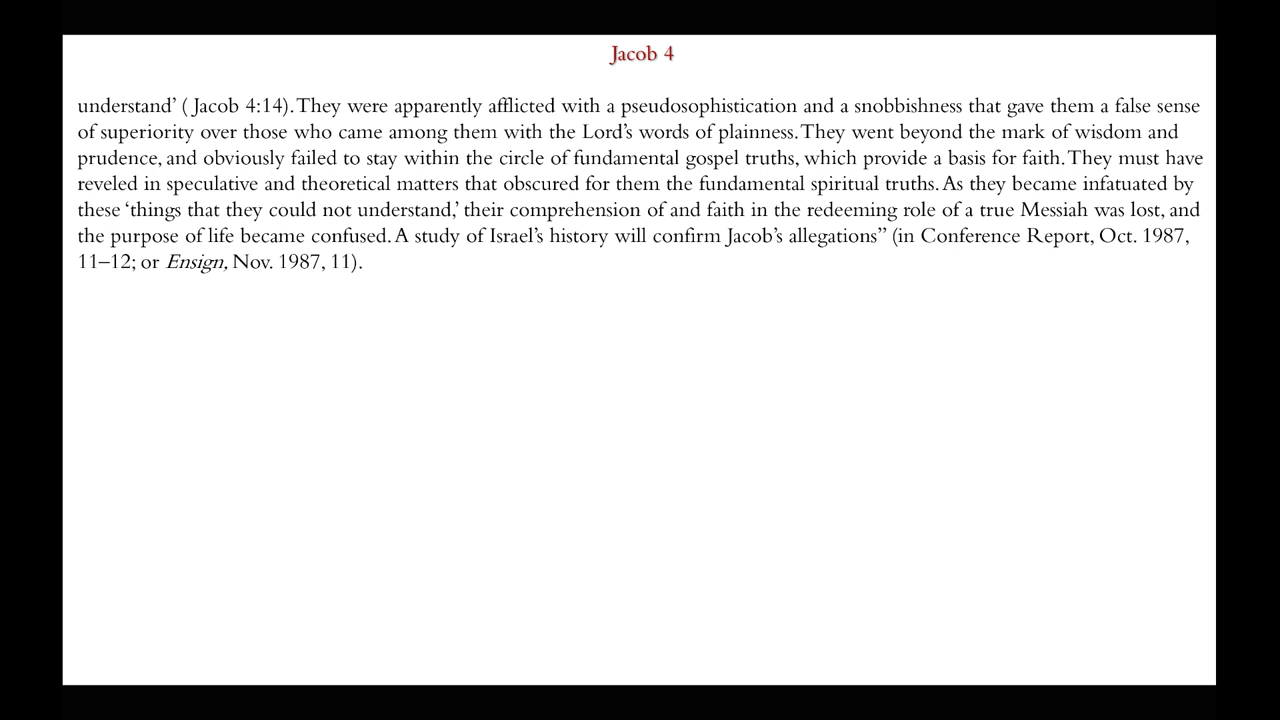 Jacob 4
understand’ ( Jacob 4:14). They were apparently afflicted with a pseudosophistication and a snobbishness that gave them a false sense
of superiority over those who came among them with the Lord’s words of plainness. They went beyond the mark of wisdom and
prudence, and obviously failed to stay within the circle of fundamental gospel truths, which provide a basis for faith. They must have
reveled in speculative and theoretical matters that obscured for them the fundamental spiritual truths. As they became infatuated by
these ‘things that they could not understand,’ their comprehension of and faith in the redeeming role of a true Messiah was lost, and
the purpose of life became confused. A study of Israel’s history will confirm Jacob’s allegations” (in Conference Report, Oct. 1987,
11–12; or Ensign, Nov. 1987, 11).